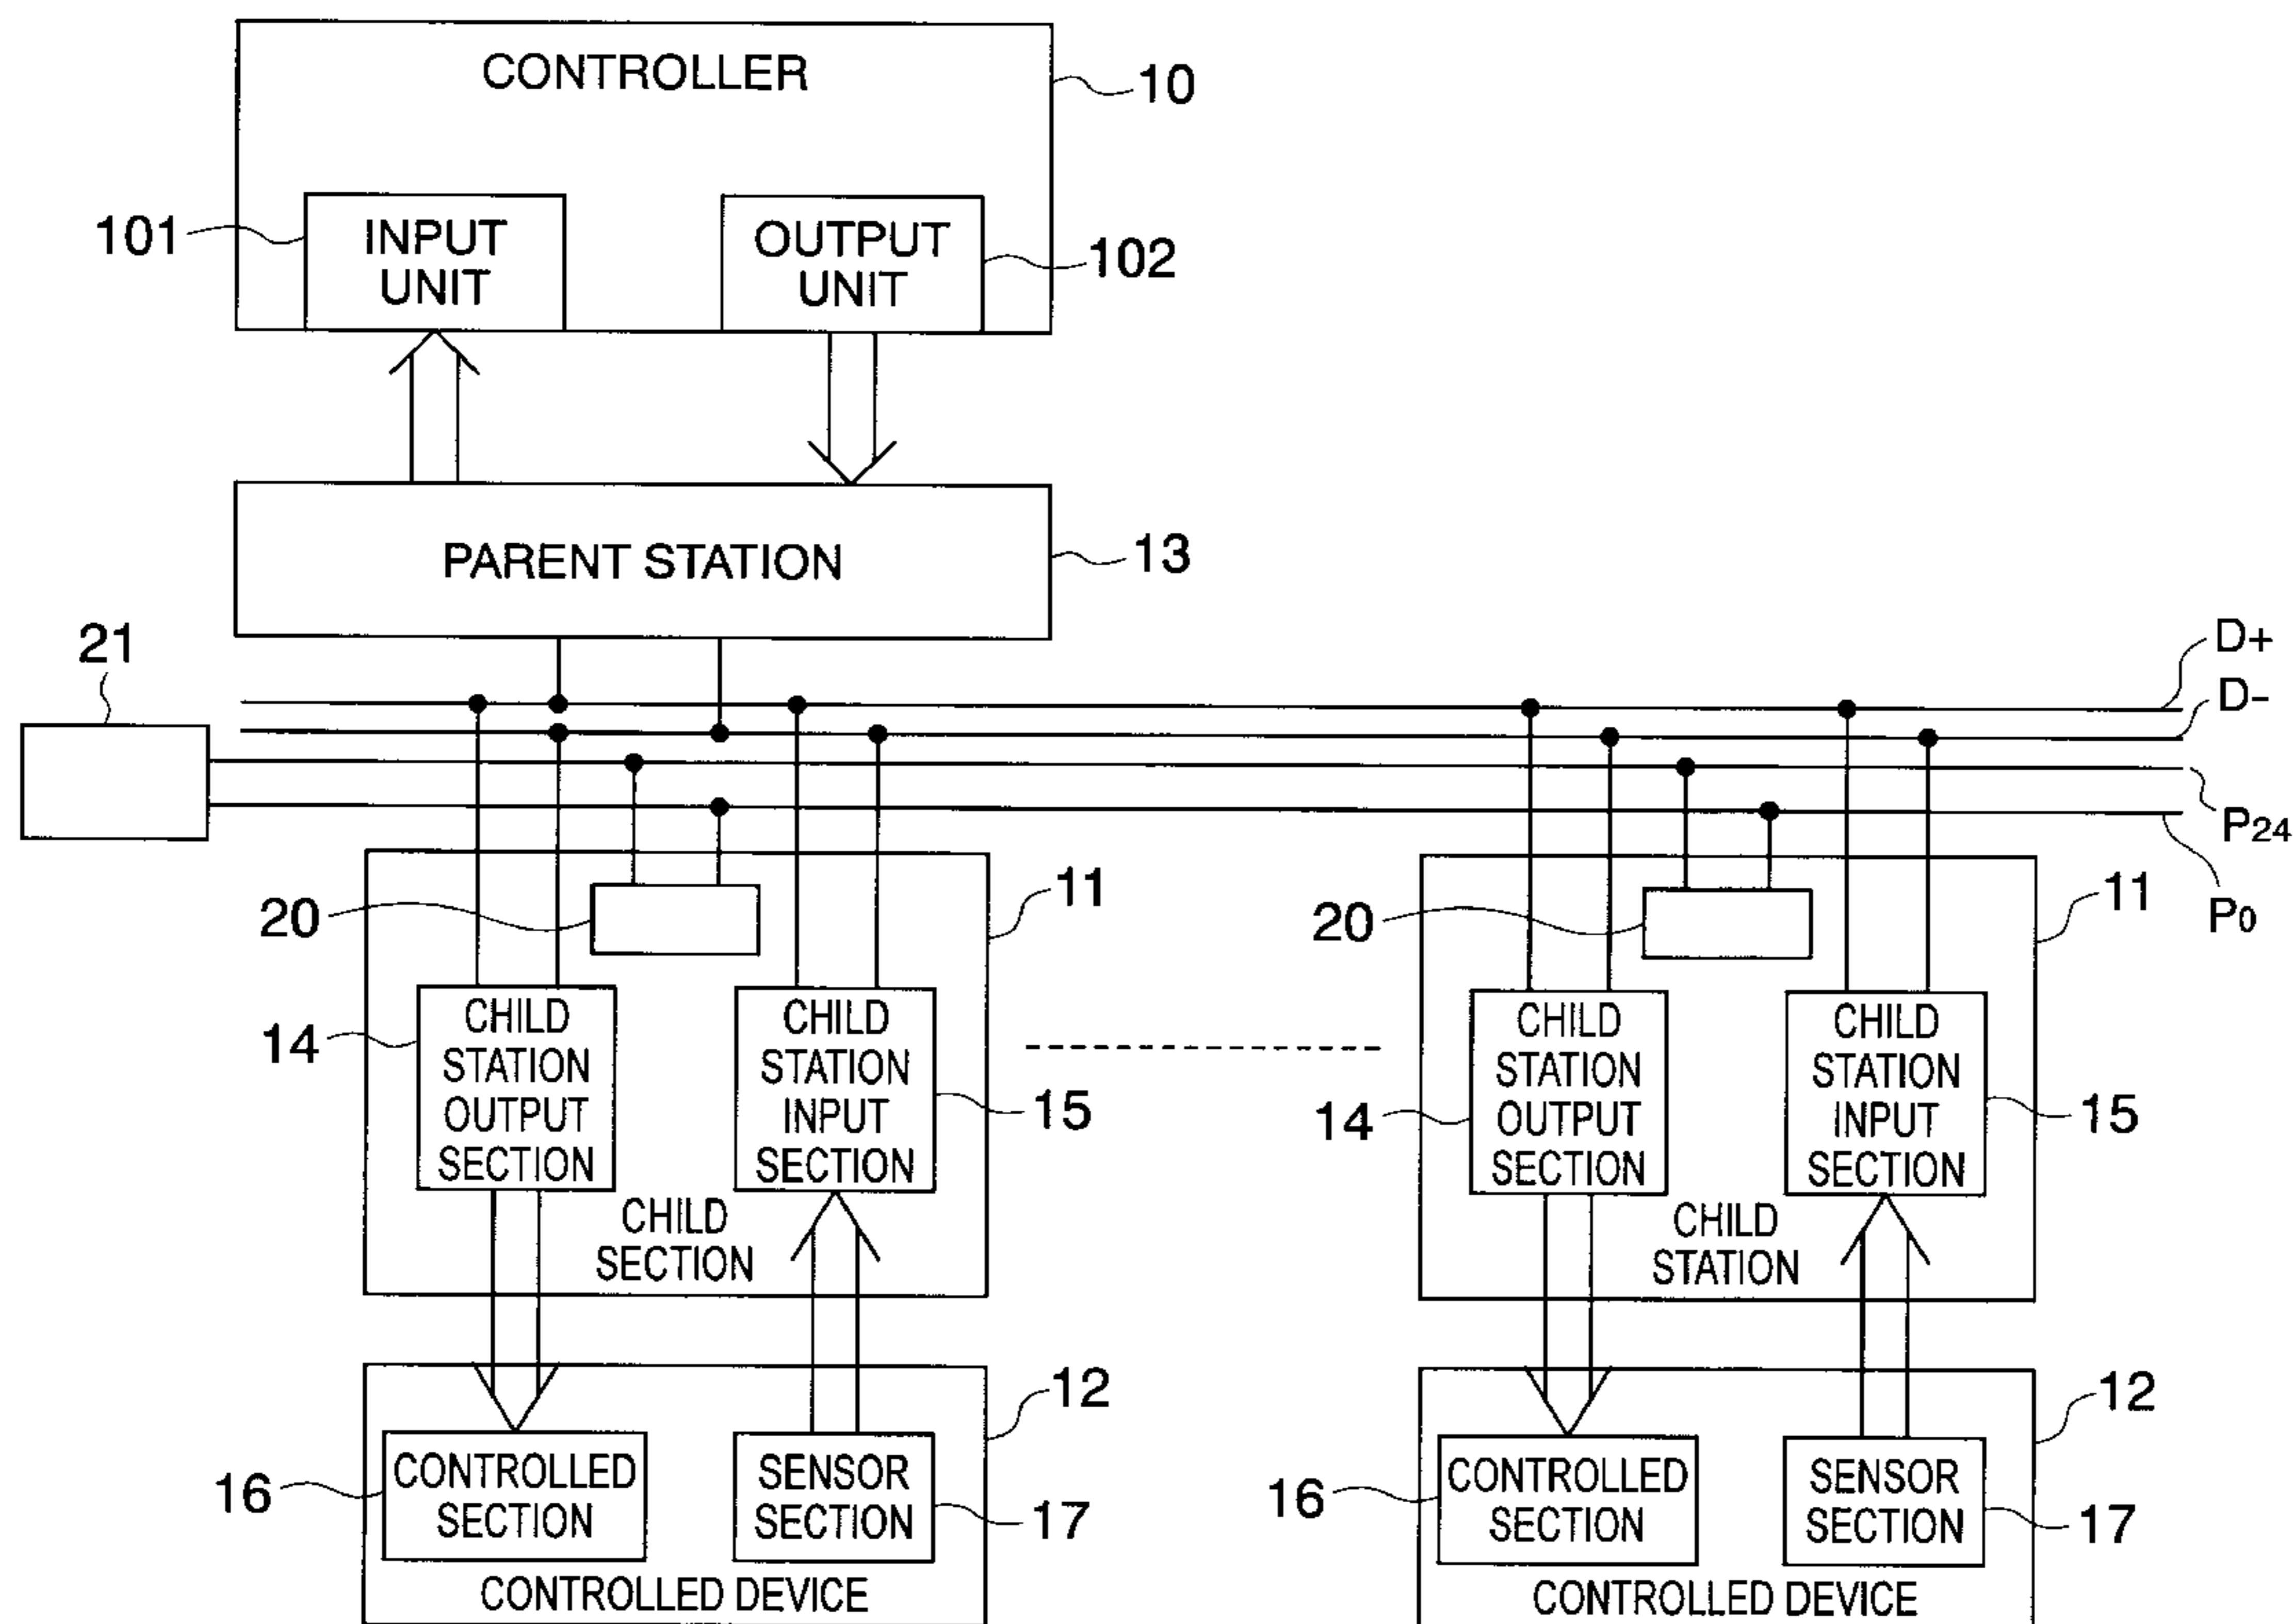 CONTROLLER
10
101
INPUT
UNIT
OUTPUT
UNIT
102
PARENT STATION
13
21
D+
D-
P24
P0
20
11
14
CHILD
STATION
OUTPUT
SECTION
CHILD
STATION
INPUT
SECTION
15
CHILD
SECTION
20
11
14
CHILD
STATION
OUTPUT
SECTION
CHILD
STATION
INPUT
SECTION
15
CHILD
STATION
12
16
CONTROLLED
SECTION
SENSOR
SECTION
17
CONTROLLED DEVICE
12
16
CONTROLLED
SECTION
SENSOR
SECTION
17
CONTROLLED DEVICE